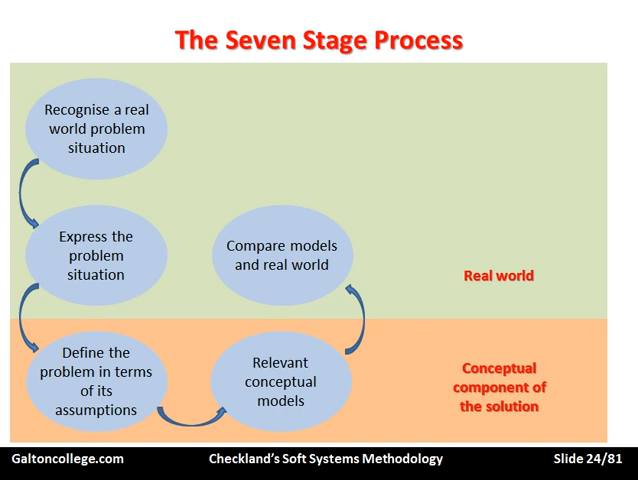 The Seven Stage Process
Recognise a real
world problem
situation
Express the
problem
situation
Compare models
and real world
Real world
Define the
problem in terms
of its
assumptions
Relevant
conceptual
models
Conceptual
component of
the solution
Galtoncollege.com
Checkland's Soft Systems Methodology
Slide 24/81